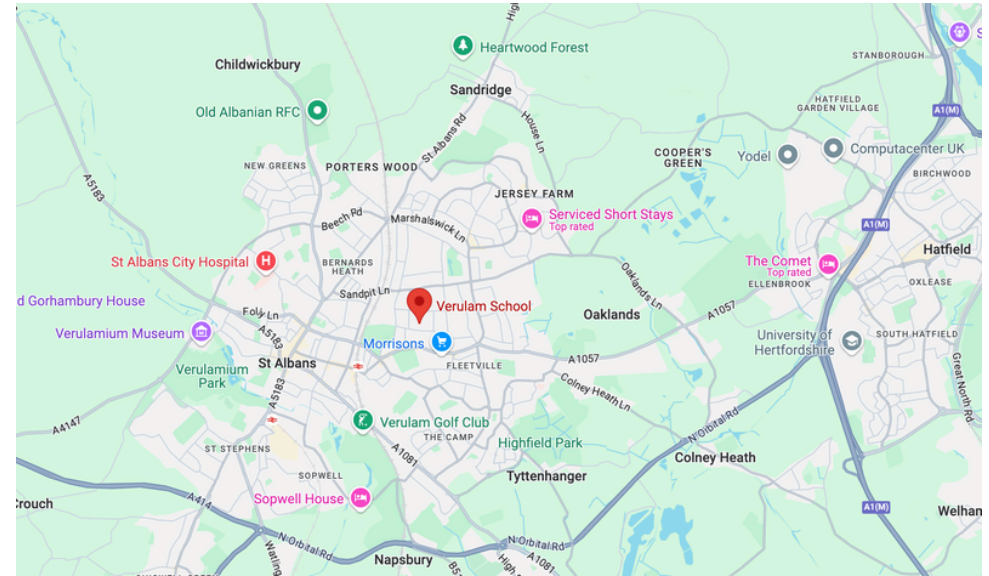 Heartwood Forest
STANBOROUGH
Childwickbury
Sandridge
HATFIELD
GARDEN VILLAGE
A1(M)
Old Albanian RFC
St Albans Rd
House Ln
COOPER'S
GREEN
Yodel
Computacenter UK
NEW GREENS
PORTERS WOOD
BIRCHWOOD
A5183
JERSEY FARM
Beech Rd
Marshalswick Ln
Serviced Short Stays
Top rated
A1(M)
St Albans City Hospital
H
BERNARDS
HEATH
The Comet
Top rated
ELLENBROOK
Hatfield
OXLEASE
Sandpit Ln
Oaklands Ln
d Gorhambury House
Verulam School
A1057
Foly Ln
Oaklands
Verulamium Museum
A5183
Morrisons
University of
Hertfordshire
SOUTH HATFIELD
St Albans
FLEETVILLE
A1057
Verulamium
Park
A5183
Colney Heath Ln
Great North Rd
A4147
Verulam Golf Club
THE CAMP
N Orbital Rd
ST STEPHENS
A1081
Highfield Park
Colney Heath
SOPWELL
Tyttenhanger
Sopwell House
A414
rouch
A1(M)
Welham
N Orbital Rd
N Orbital Rd
Napsbury
A1081